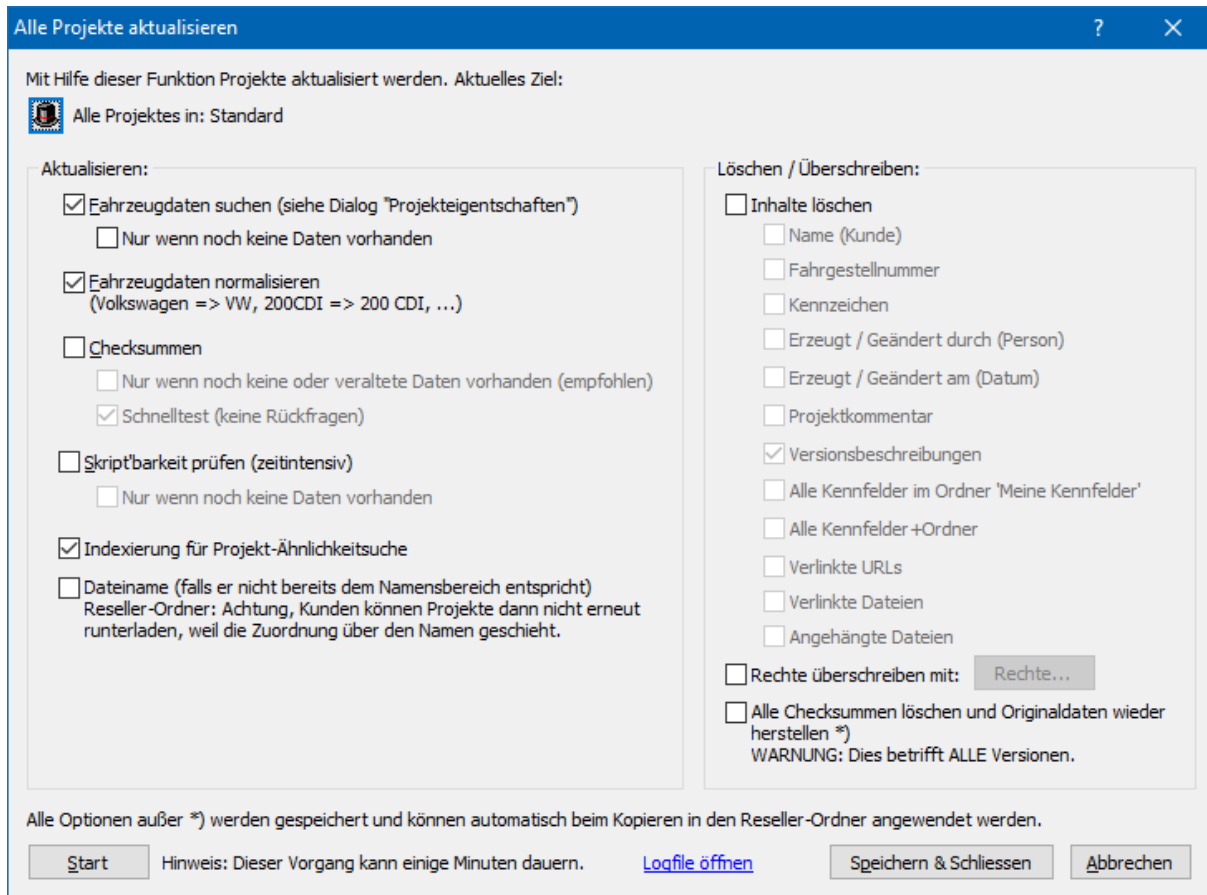 Alle Projekte aktualisieren
Mit Hilfe dieser Funktion Projekte aktualisiert werden. Aktuelles Ziel:
Alle Projektes in: Standard
Aktualisieren:
Fahrzeugdaten suchen (siehe Dialog "Projekteigentschaften")
Nur wenn noch keine Daten vorhanden
Fahrzeugdaten normalisieren
(Volkswagen => VW, 200CDI => 200 CDI, ...)
Checksummen
Nur wenn noch keine oder veraltete Daten vorhanden (empfohlen)
Schnelltest (keine Rückfragen)
Skript'barkeit prüfen (zeitintensiv)
Nur wenn noch keine Daten vorhanden
Indexierung für Projekt-Ähnlichkeitsuche
Dateiname (falls er nicht bereits dem Namensbereich entspricht)
Reseller-Ordner: Achtung, Kunden können Projekte dann nicht erneut
runterladen, weil die Zuordnung über den Namen geschieht.
Löschen / Überschreiben:
Inhalte löschen
Name (Kunde)
Fahrgestellnummer
Kennzeichen
Erzeugt / Geändert durch (Person)
Erzeugt / Geändert am (Datum)
Projektkommentar
Versionsbeschreibungen
Alle Kennfelder im Ordner 'Meine Kennfelder'
Alle Kennfelder+Ordner
Verlinkte URLs
Verlinkte Dateien
Angehängte Dateien
Rechte überschreiben mit: Rechte...
Alle Checksummen löschen und Originaldaten wieder
herstellen *)
WARNUNG: Dies betrifft ALLE Versionen.
Alle Optionen außer *) werden gespeichert und können automatisch beim Kopieren in den Reseller-Ordner angewendet werden.
Start Hinweis: Dieser Vorgang kann einige Minuten dauern. Logfile öffnen Speichern & Schliessen Abbrechen